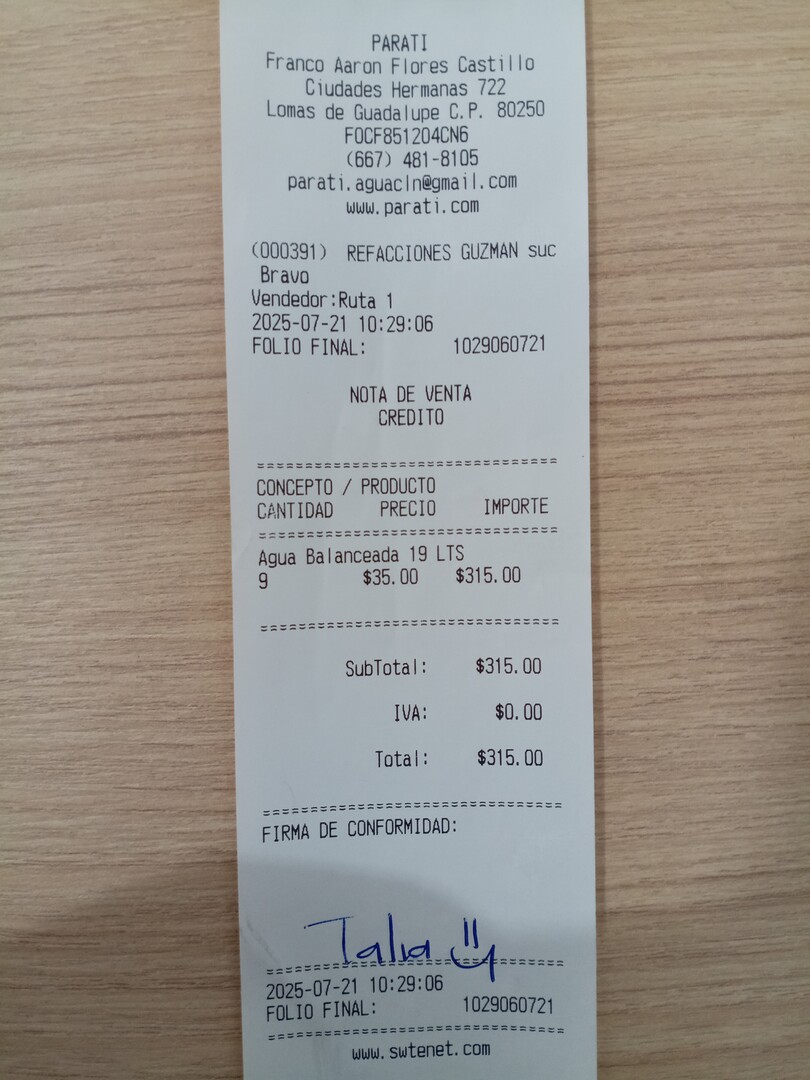 PARATI
Franco Aaron Flores Castillo
Ciudades Hermanas 722
Lomas de Guadalupe C.P. 80250
FOCF851204CN6
(667) 481-8105
parati.aguacln@gmail.com
www.parati.com
(000391) REFACCIONES GUZMAN suc
Bravo
Vendedor:Ruta 1
2025-07-21 10:29:06
FOLIO FINAL: 1029060721
NOTA DE VENTA
CREDITO
==============================
CONCEPTO / PRODUCTO
CANTIDAD PRECIO IMPORTE
==============================
Agua Balanceada 19 LTS
9 $35.00 $315.00
==============================
SubTotal: $315.00
IVA: $0.00
Total: $315.00
==============================
FIRMA DE CONFORMIDAD:
Talia
==============================
2025-07-21 10:29:06
FOLIO FINAL: 1029060721
==============================
www.swtenet.com